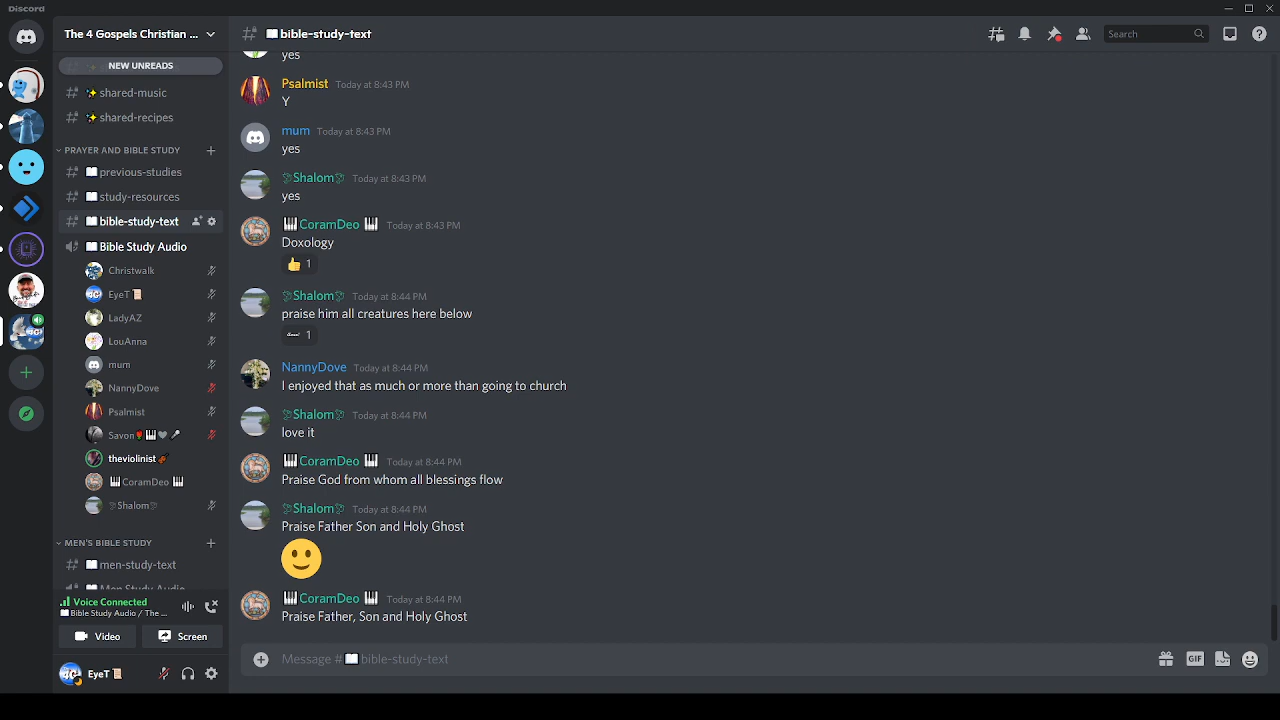 Discord
The 4 Gospels Christian ...
NEW UNREADS
✨shared-music
✨shared-recipes
PRAYER AND BIBLE STUDY
📖previous-studies
📖study-resources
📖bible-study-text
📖Bible Study Audio
Christwalk
EyeT📜
LadyAZ
LouAnna
mum
NannyDove
Psalmist
Savon🌹🎹🖤🎤
theviolinist🎻
🎹CoramDeo 🎹
🕊Shalom🕊
MEN'S BIBLE STUDY
📖men-study-text
📖Men Study Audio
Voice Connected
📖Bible Study Audio / The ...
Video
Screen
EyeT📜
📖bible-study-text
Search
yes
Psalmist Today at 8:43 PM
Y
mum Today at 8:43 PM
yes
🕊Shalom🕊 Today at 8:43 PM
yes
🎹CoramDeo 🎹 Today at 8:43 PM
Doxology
👍 1
🕊Shalom🕊 Today at 8:44 PM
praise him all creatures here below
1
NannyDove Today at 8:44 PM
I enjoyed that as much or more than going to church
🕊Shalom🕊 Today at 8:44 PM
love it
🎹CoramDeo 🎹 Today at 8:44 PM
Praise God from whom all blessings flow
🕊Shalom🕊 Today at 8:44 PM
Praise Father Son and Holy Ghost
🙂
🎹CoramDeo 🎹 Today at 8:44 PM
Praise Father, Son and Holy Ghost
Message #📖bible-study-text
GIF